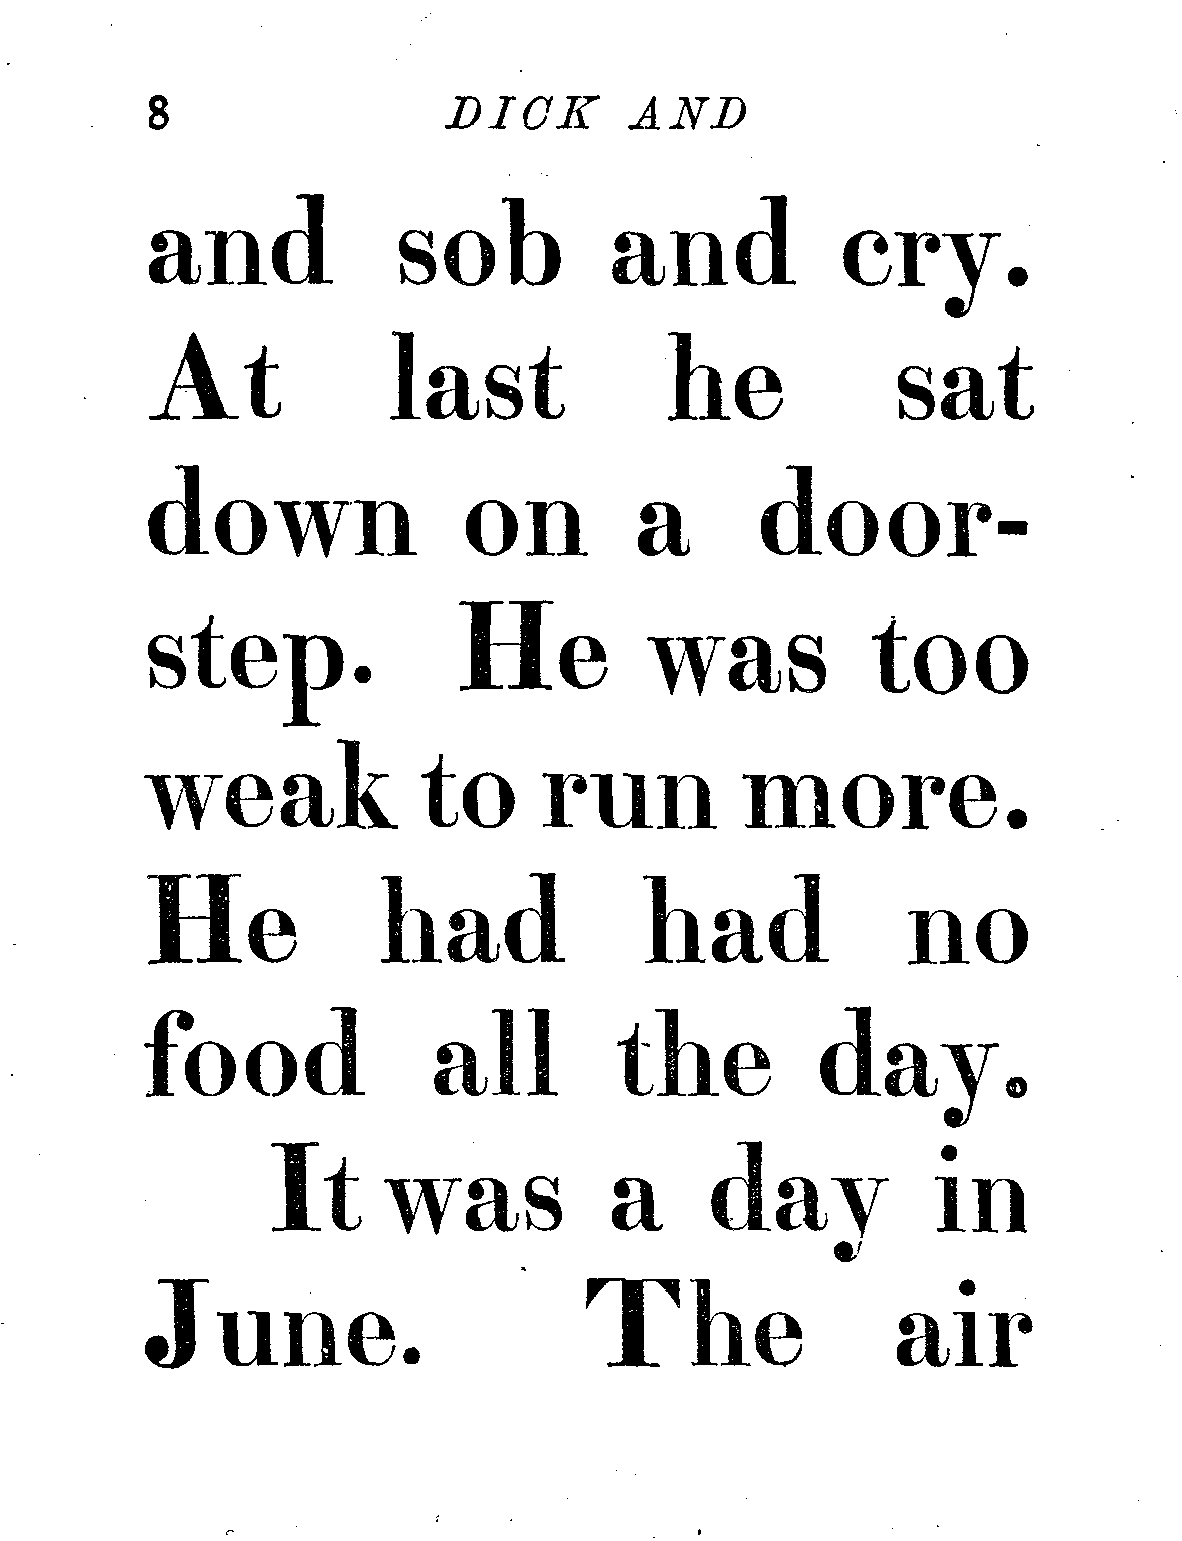 8 DICK AND
and sob and cry.
At last he sat
down on a door-
step. He was too
weak to run more.
He had had no
food all the day.
It was a day in
June. The air